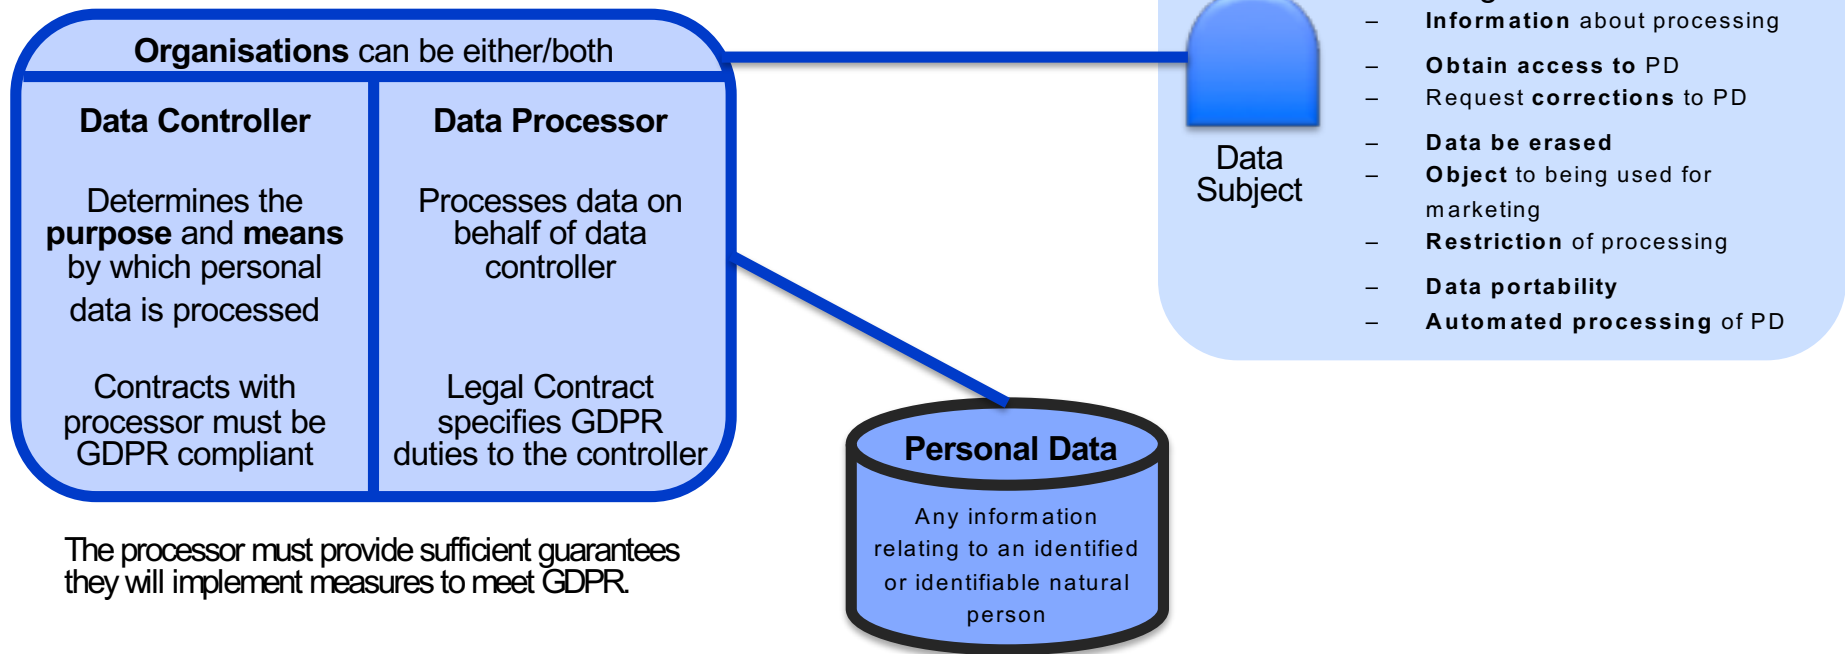 Organisations can be either/both
Data Controller
Determines the
purpose and means
by which personal
data is processed
Contracts with
processor must be
GDPR compliant
Data Processor
Processes data on
behalf of data
controller
Legal Contract
specifies GDPR
duties to the controller
The processor must provide sufficient guarantees
they will implement measures to meet GDPR.
Personal Data
Any information
relating to an identified
or identifiable natural
person
Data
Subject
– Information about processing
– Obtain access to PD
– Request corrections to PD
– Data be erased
– Object to being used for
marketing
– Restriction of processing
– Data portability
– Automated processing of PD